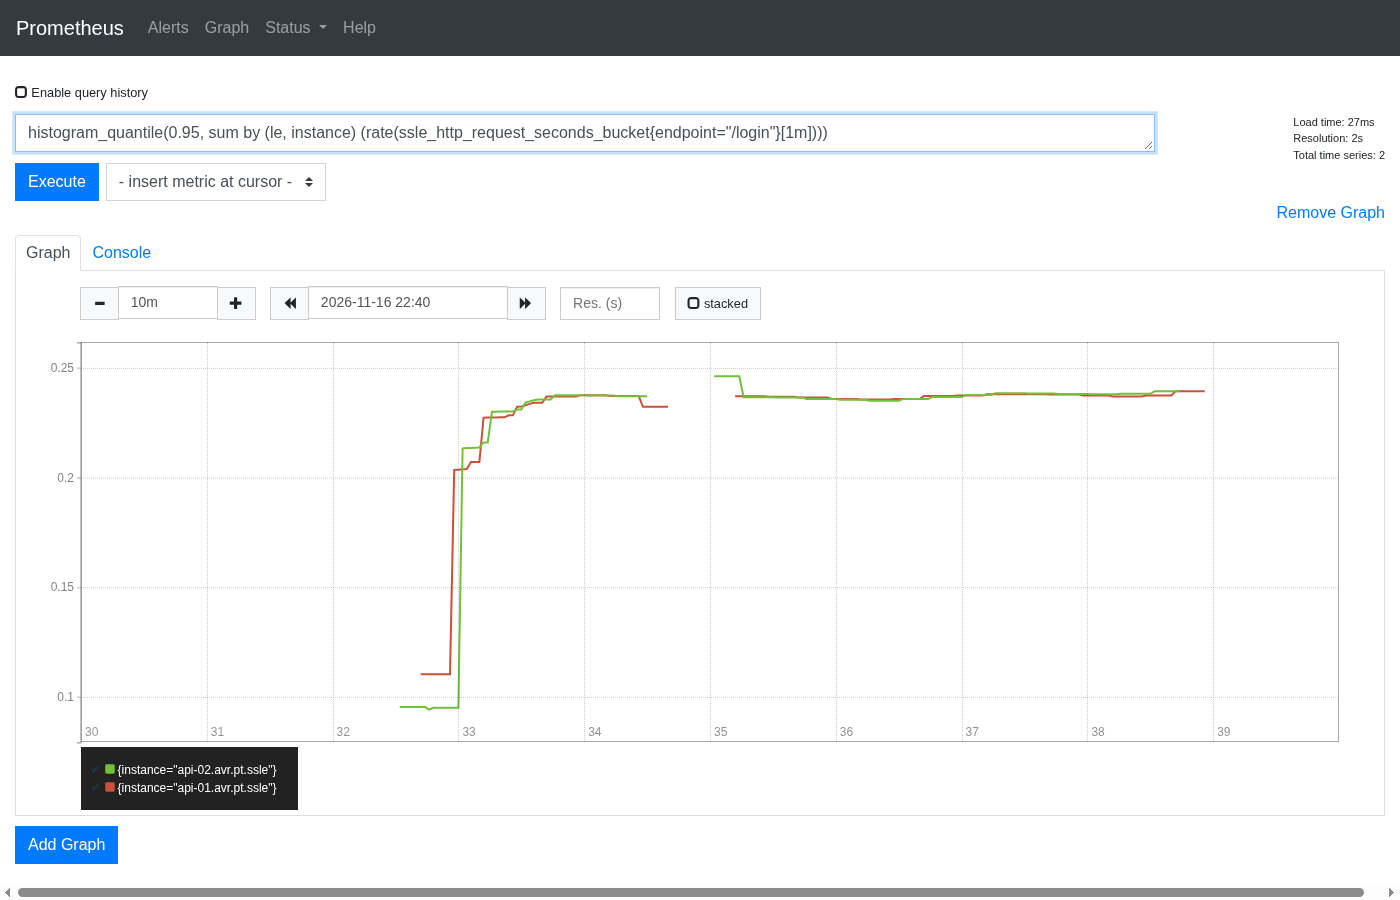 Prometheus Alerts Graph Status Help
Enable query history
histogram_quantile(0.95, sum by (le, instance) (rate(ssle_http_request_seconds_bucket{endpoint="/login"}[1m])))
Load time: 27ms
Resolution: 2s
Total time series: 2
Execute - insert metric at cursor -
Remove Graph
Graph Console
10m 2026-11-16 22:40 Res. (s) stacked
0.25
0.2
0.15
0.1
30 31 32 33 34 35 36 37 38 39
{instance="api-02.avr.pt.ssle"}
{instance="api-01.avr.pt.ssle"}
Add Graph